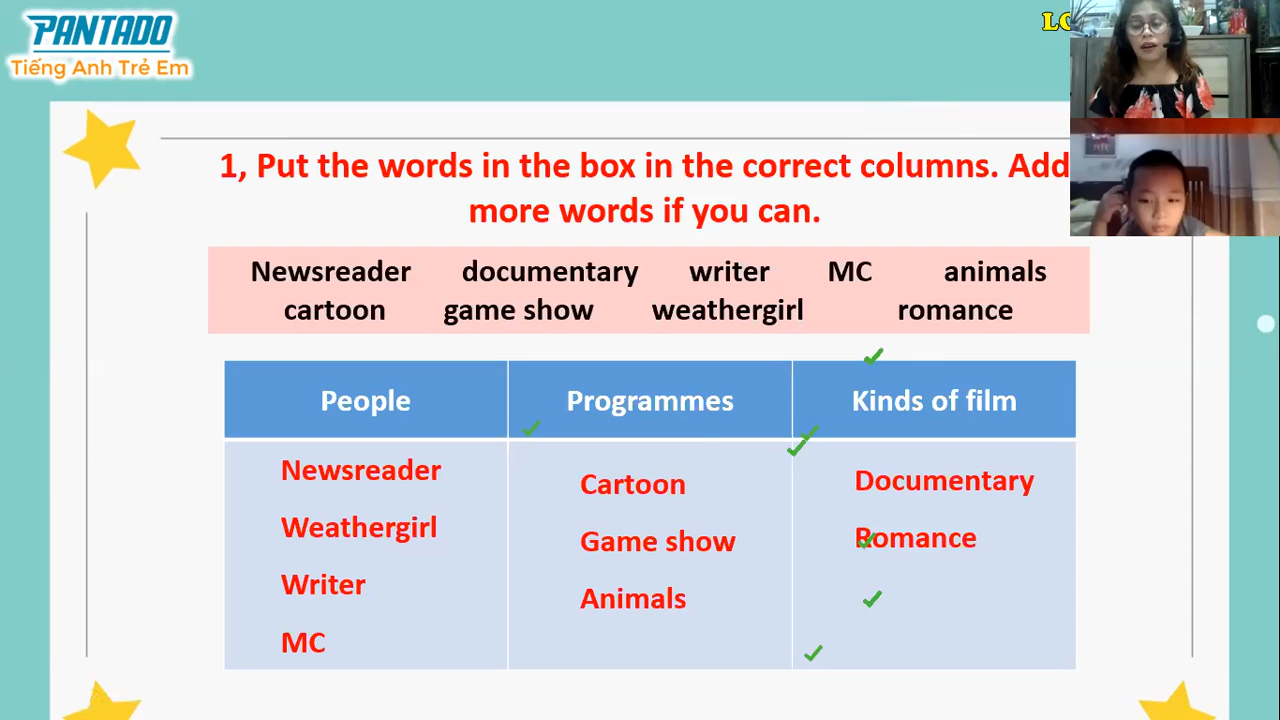 PANTADO
Tiếng Anh Trẻ Em
LO
1, Put the words in the box in the correct columns. Add
more words if you can.
Newsreader documentary writer MC animals
cartoon game show weathergirl romance
People Programmes Kinds of film
Newsreader Cartoon Documentary
Weathergirl Game show Romance
Writer Animals
MC